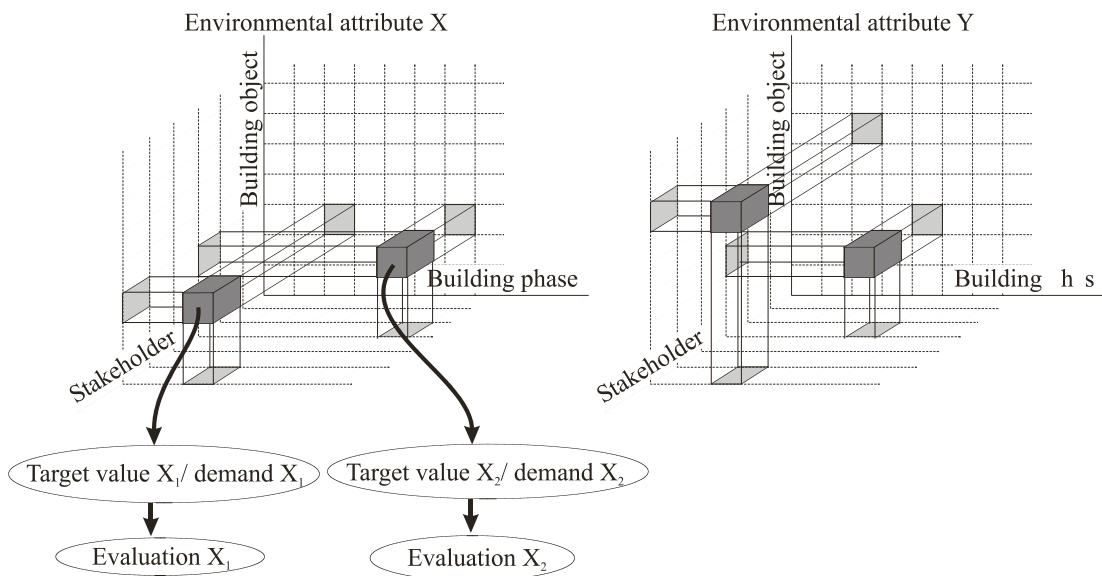 Environmental attribute X
Building object
Building phase
Stakeholder
Target value X₁/ demand X₁
Evaluation X₁
Target value X₂/ demand X₂
Evaluation X₂
Environmental attribute Y
Building object
Building h s
Stakeholder